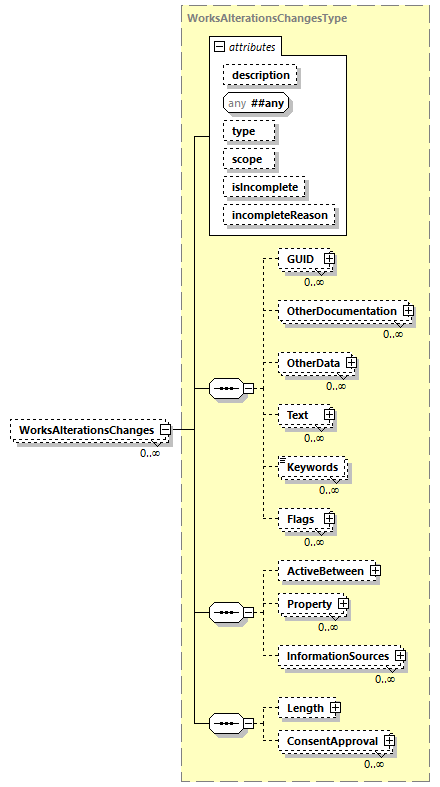 WorksAlterationsChangesType
attributes
description
any ##any
type
scope
isIncomplete
incompleteReason
GUID
0..∞
OtherDocumentation
0..∞
OtherData
0..∞
Text
0..∞
WorksAlterationsChanges
0..∞
Keywords
0..∞
Flags
0..∞
ActiveBetween
Property
0..∞
InformationSources
0..∞
Length
ConsentApproval
0..∞